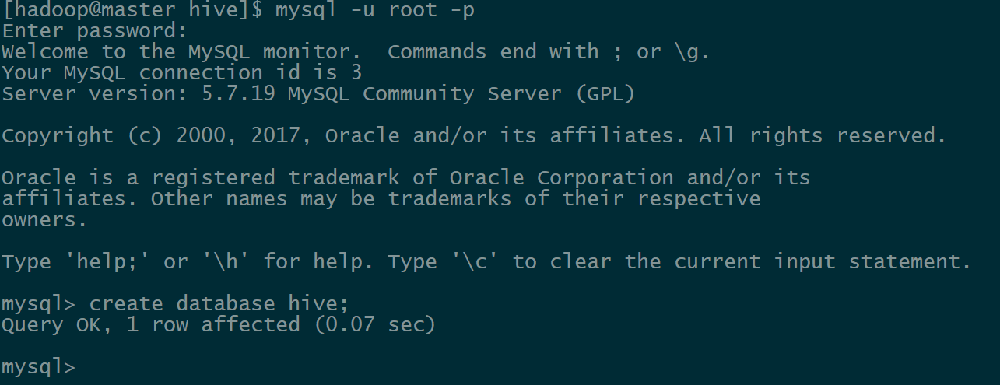 [hadoop@master hive]$ mysql -u root -p
Enter password:
Welcome to the MySQL monitor.  Commands end with ; or \g.
Your MySQL connection id is 3
Server version: 5.7.19 MySQL Community Server (GPL)
Copyright (c) 2000, 2017, Oracle and/or its affiliates. All rights reserved.
Oracle is a registered trademark of Oracle Corporation and/or its
affiliates. Other names may be trademarks of their respective
owners.
Type 'help;' or '\h' for help. Type '\c' to clear the current input statement.
mysql> create database hive;
Query OK, 1 row affected (0.07 sec)
mysql>